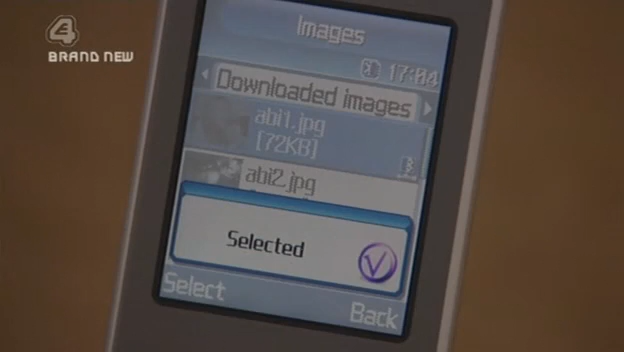 4
BRAND NEW
Images
17:04
Downloaded images
abi1.jpg
[72KB]
abi2.jpg
Selected
Select
Back